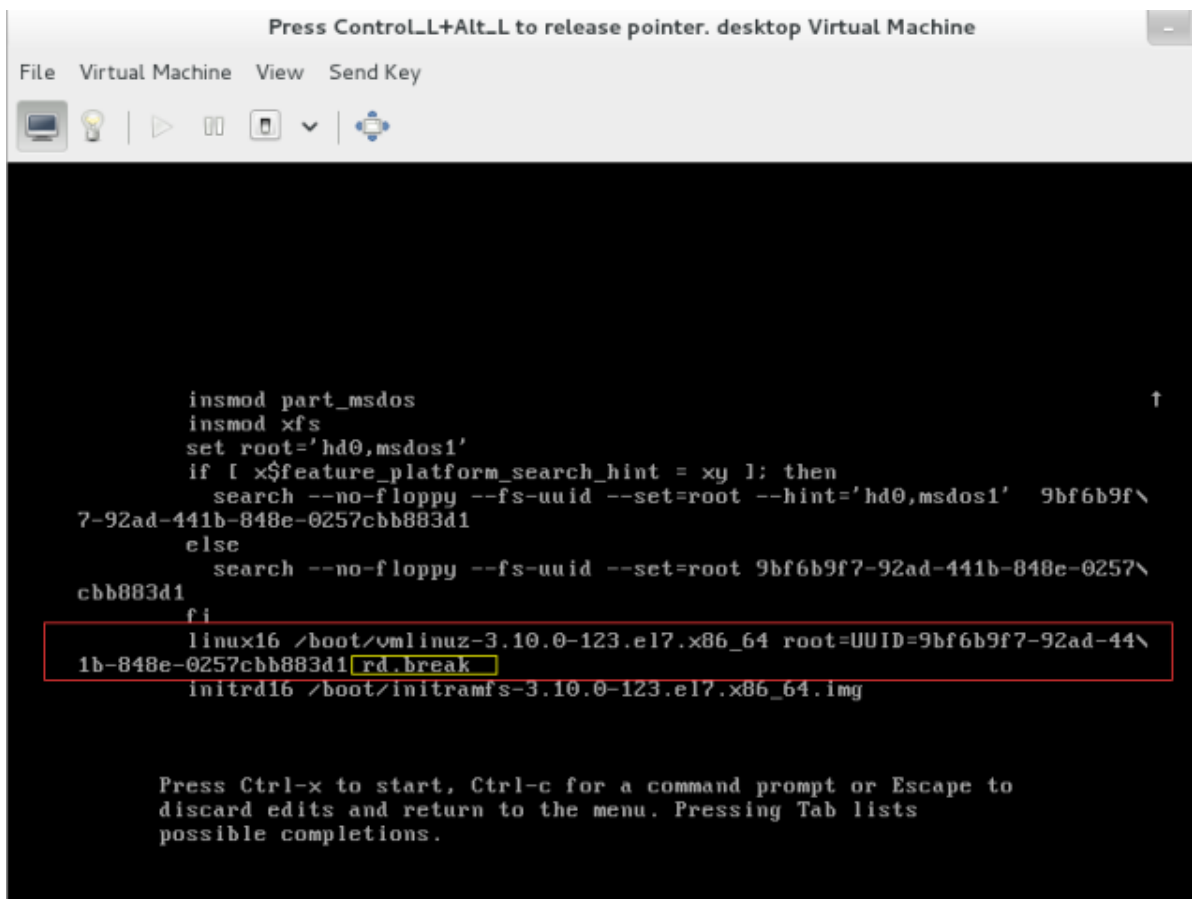 Press Control_L+Alt_L to release pointer. desktop Virtual Machine
File Virtual Machine View Send Key
insmod part_msdos
insmod xfs
set root='hd0,msdos1'
if [ x$feature_platform_search_hint = xy ]; then
search --no-floppy --fs-uuid --set=root --hint='hd0,msdos1' 9bf6b9f\
7-92ad-441b-848e-0257cbb883d1
else
search --no-floppy --fs-uuid --set=root 9bf6b9f7-92ad-441b-848e-0257\
cbb883d1
fi
linux16 /boot/vmlinuz-3.10.0-123.el7.x86_64 root=UUID=9bf6b9f7-92ad-44\
1b-848e-0257cbb883d1 rd.break
initrd16 /boot/initramfs-3.10.0-123.el7.x86_64.img
Press Ctrl-x to start, Ctrl-c for a command prompt or Escape to
discard edits and return to the menu. Pressing Tab lists
possible completions.